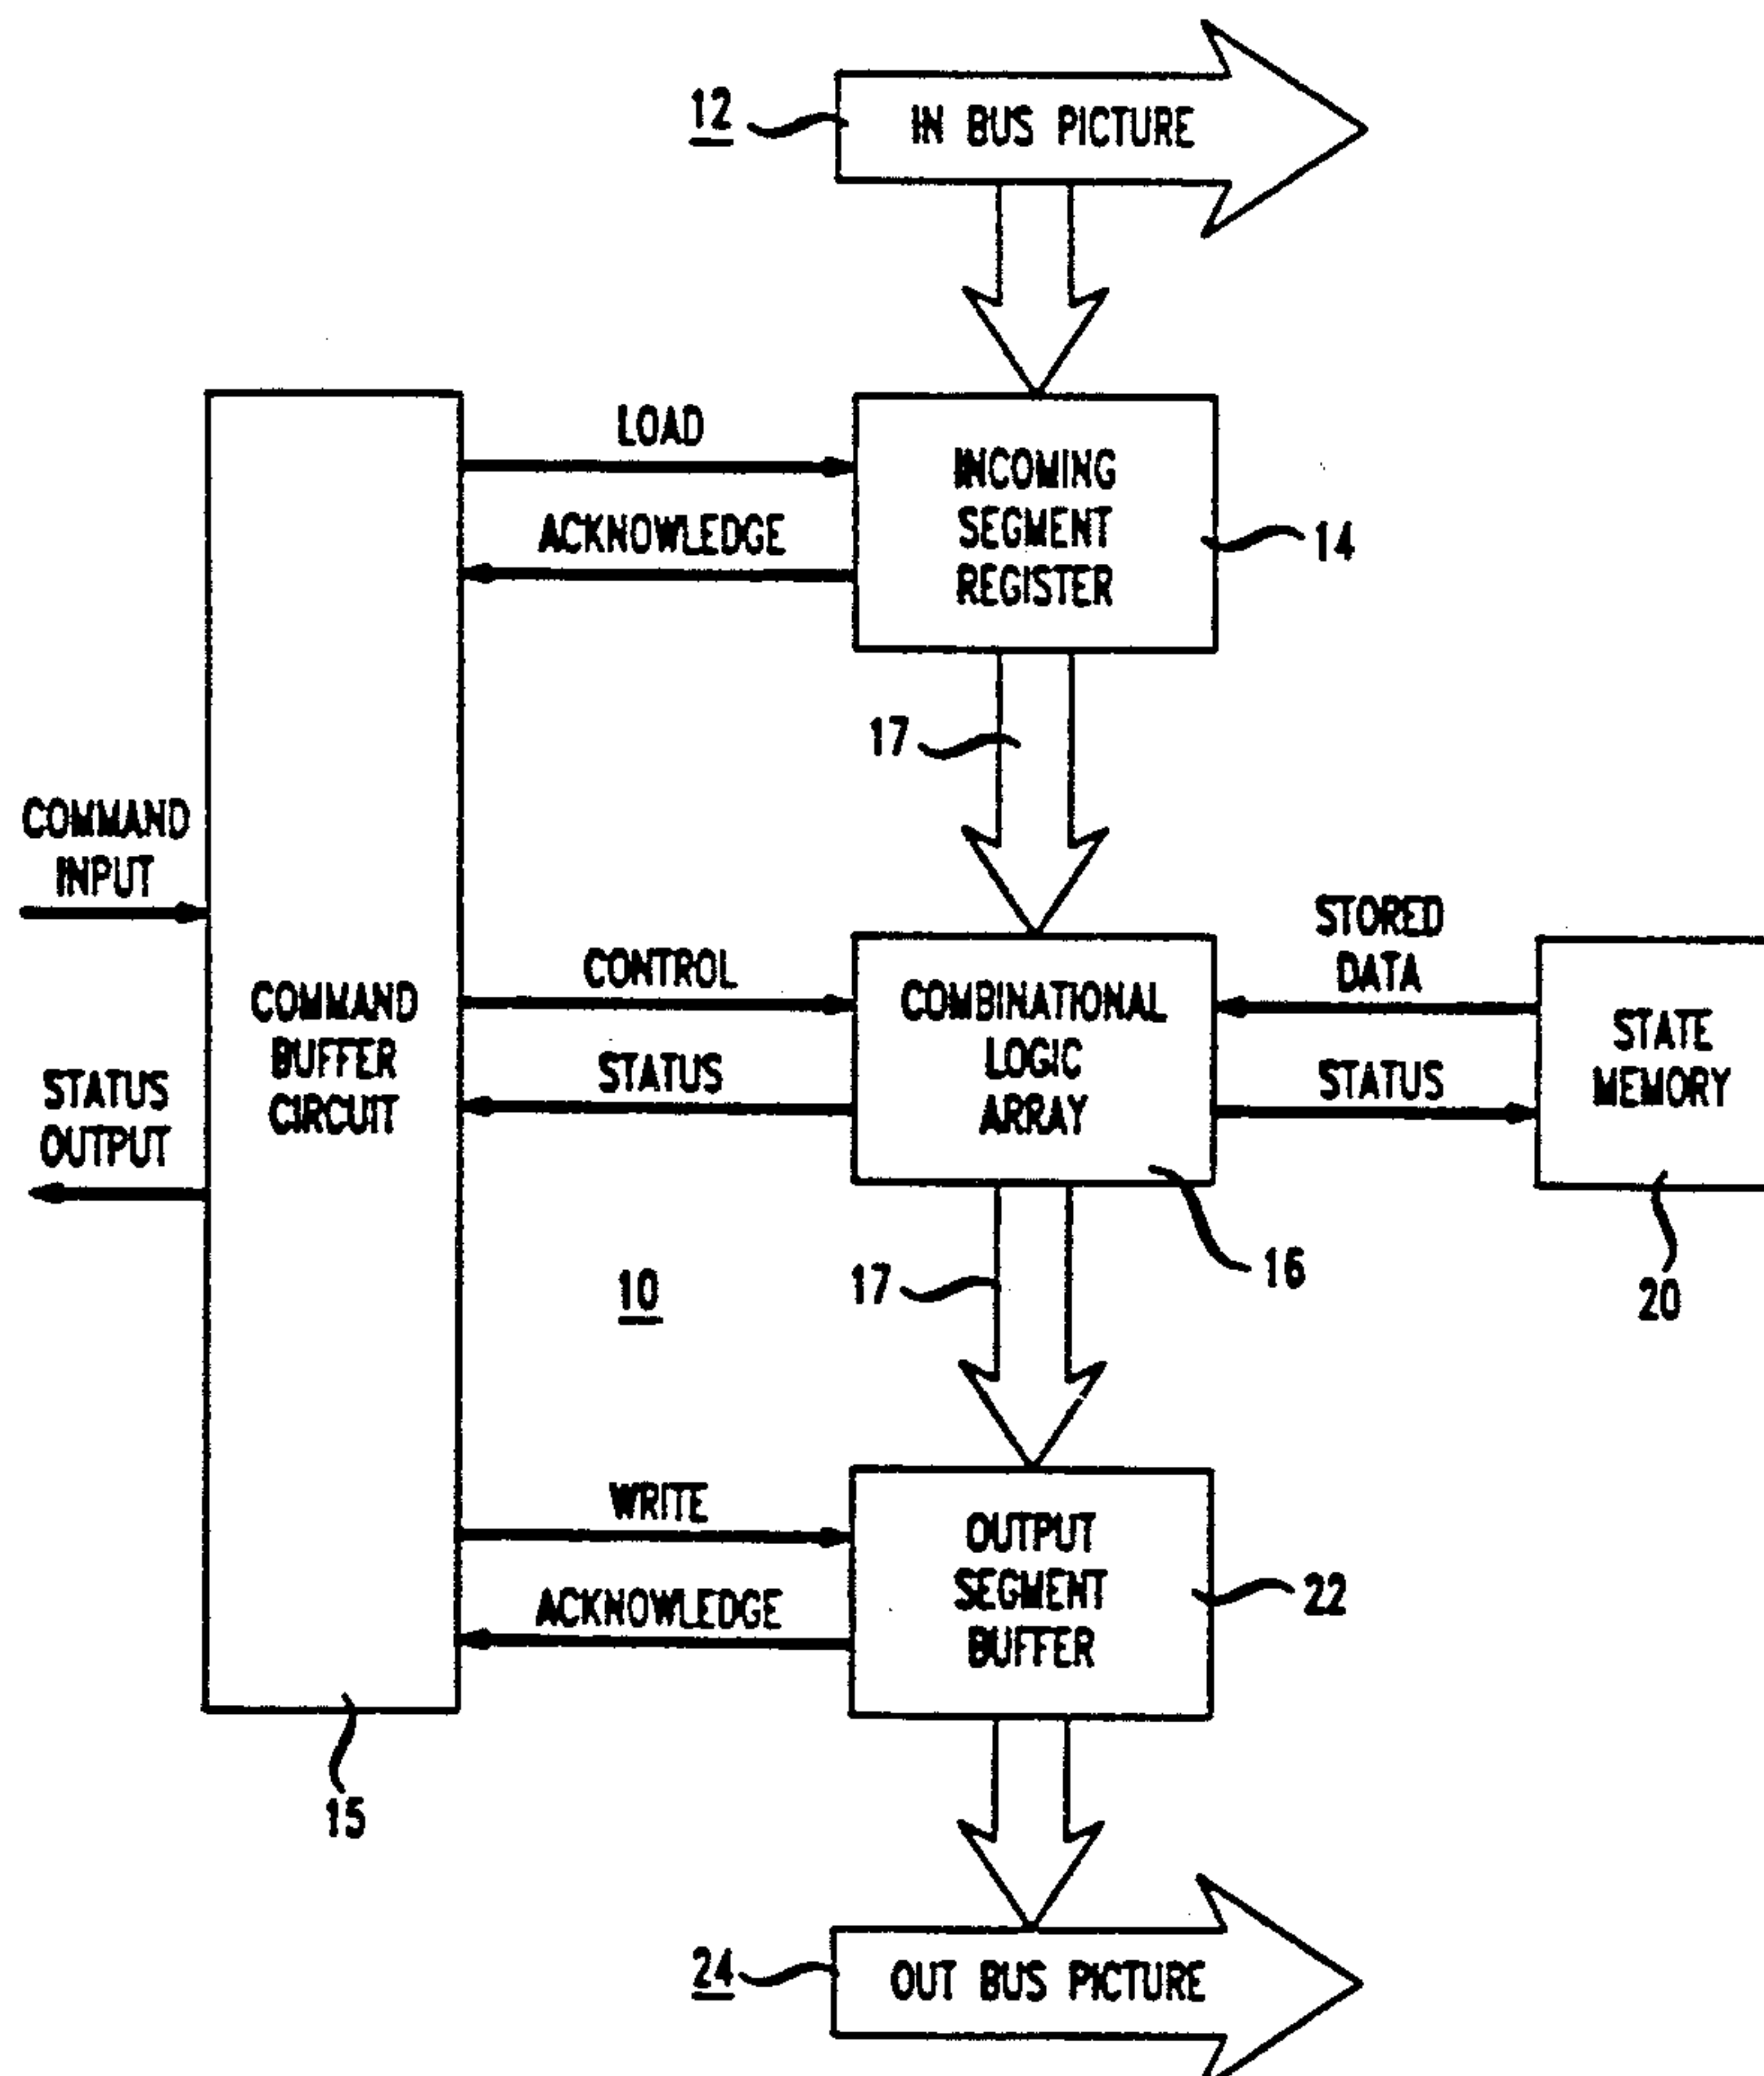 12
IN BUS PICTURE
LOAD
ACKNOWLEDGE
INCOMING
SEGMENT
REGISTER
14
17
COMMAND
INPUT
STATUS
OUTPUT
COMMAND
BUFFER
CIRCUIT
CONTROL
STATUS
COMBINATIONAL
LOGIC
ARRAY
STORED
DATA
STATUS
STATE
MEMORY
16
20
10
17
WRITE
ACKNOWLEDGE
OUTPUT
SEGMENT
BUFFER
22
15
24
OUT BUS PICTURE